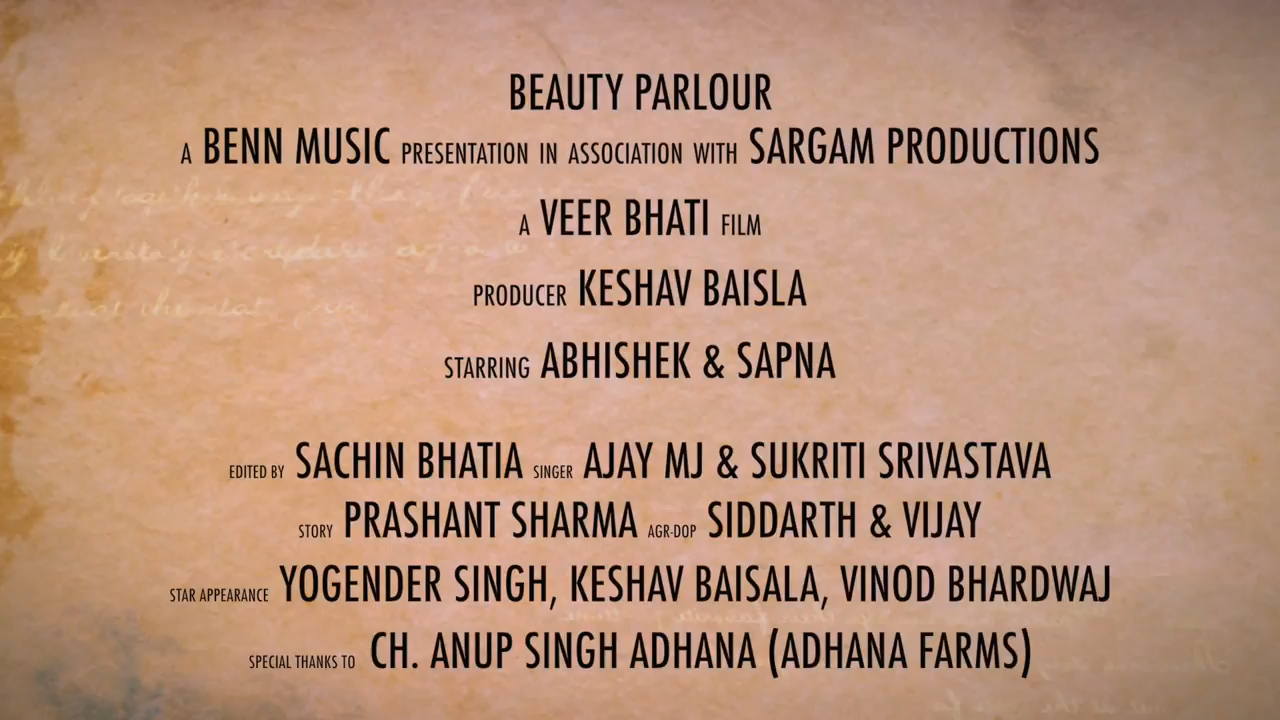 BEAUTY PARLOUR
A BENN MUSIC PRESENTATION IN ASSOCIATION WITH SARGAM PRODUCTIONS
A VEER BHATI FILM
PRODUCER KESHAV BAISLA
STARRING ABHISHEK & SAPNA
EDITED BY SACHIN BHATIA SINGER AJAY MJ & SUKRITI SRIVASTAVA
STORY PRASHANT SHARMA AGR-DOP SIDDARTH & VIJAY
STAR APPEARANCE YOGENDER SINGH, KESHAV BAISALA, VINOD BHARDWAJ
SPECIAL THANKS TO CH. ANUP SINGH ADHANA (ADHANA FARMS)